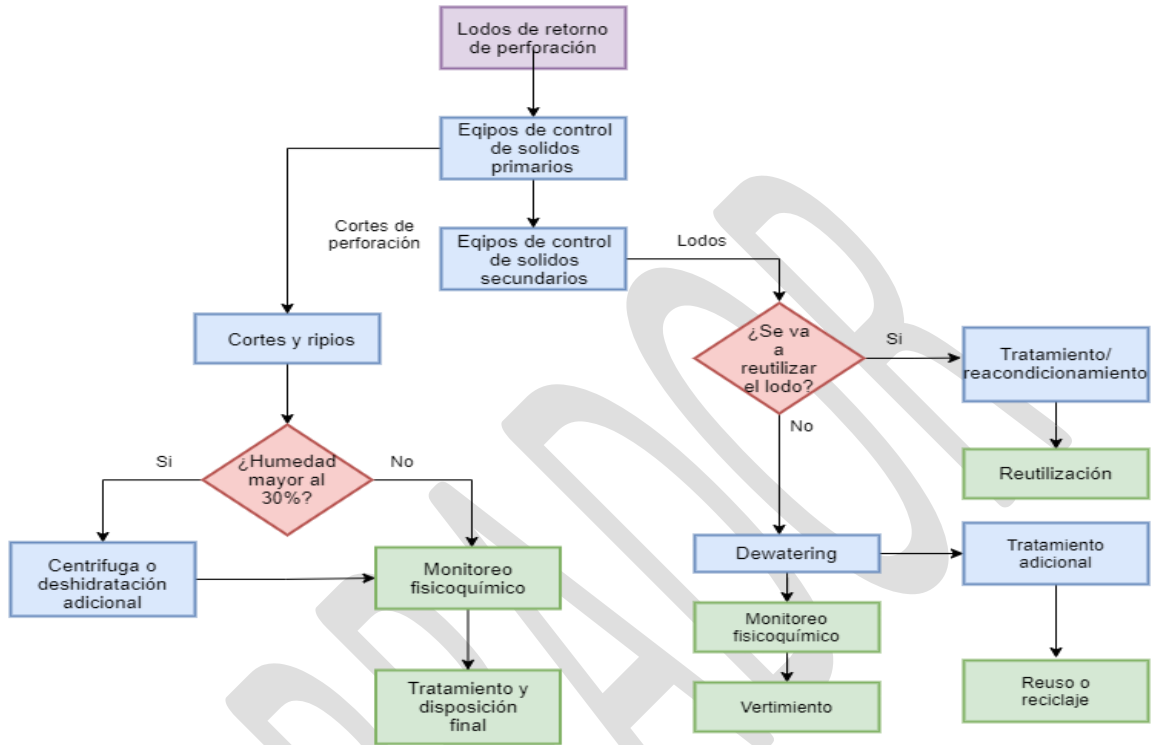 Lodos de retorno
de perforación
Eqipos de control
de solidos
primarios
Cortes de
perforación
Eqipos de control
de solidos
secundarios
Lodos
Cortes y ripios
¿Se va
a
reutilizar
el lodo?
Si
Tratamiento/
reacondicionamiento
No
Reutilización
Si
¿Humedad
mayor al
30%?
No
Centrifuga o
deshidratación
adicional
Monitoreo
fisicoquímico
Dewatering
Tratamiento
adicional
Monitoreo
fisicoquímico
Tratamiento y
disposición
final
Vertimiento
Reuso o
reciclaje